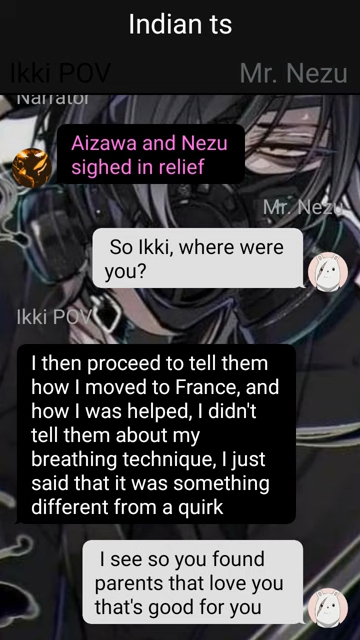 Indian ts
Ikki POV
Mr. Nezu
Narrator
Aizawa and Nezu
sighed in relief
Mr. Nezu
So Ikki, where were
you?
Ikki POV
I then proceed to tell them
how I moved to France, and
how I was helped, I didn't
tell them about my
breathing technique, I just
said that it was something
different from a quirk
I see so you found
parents that love you
that's good for you